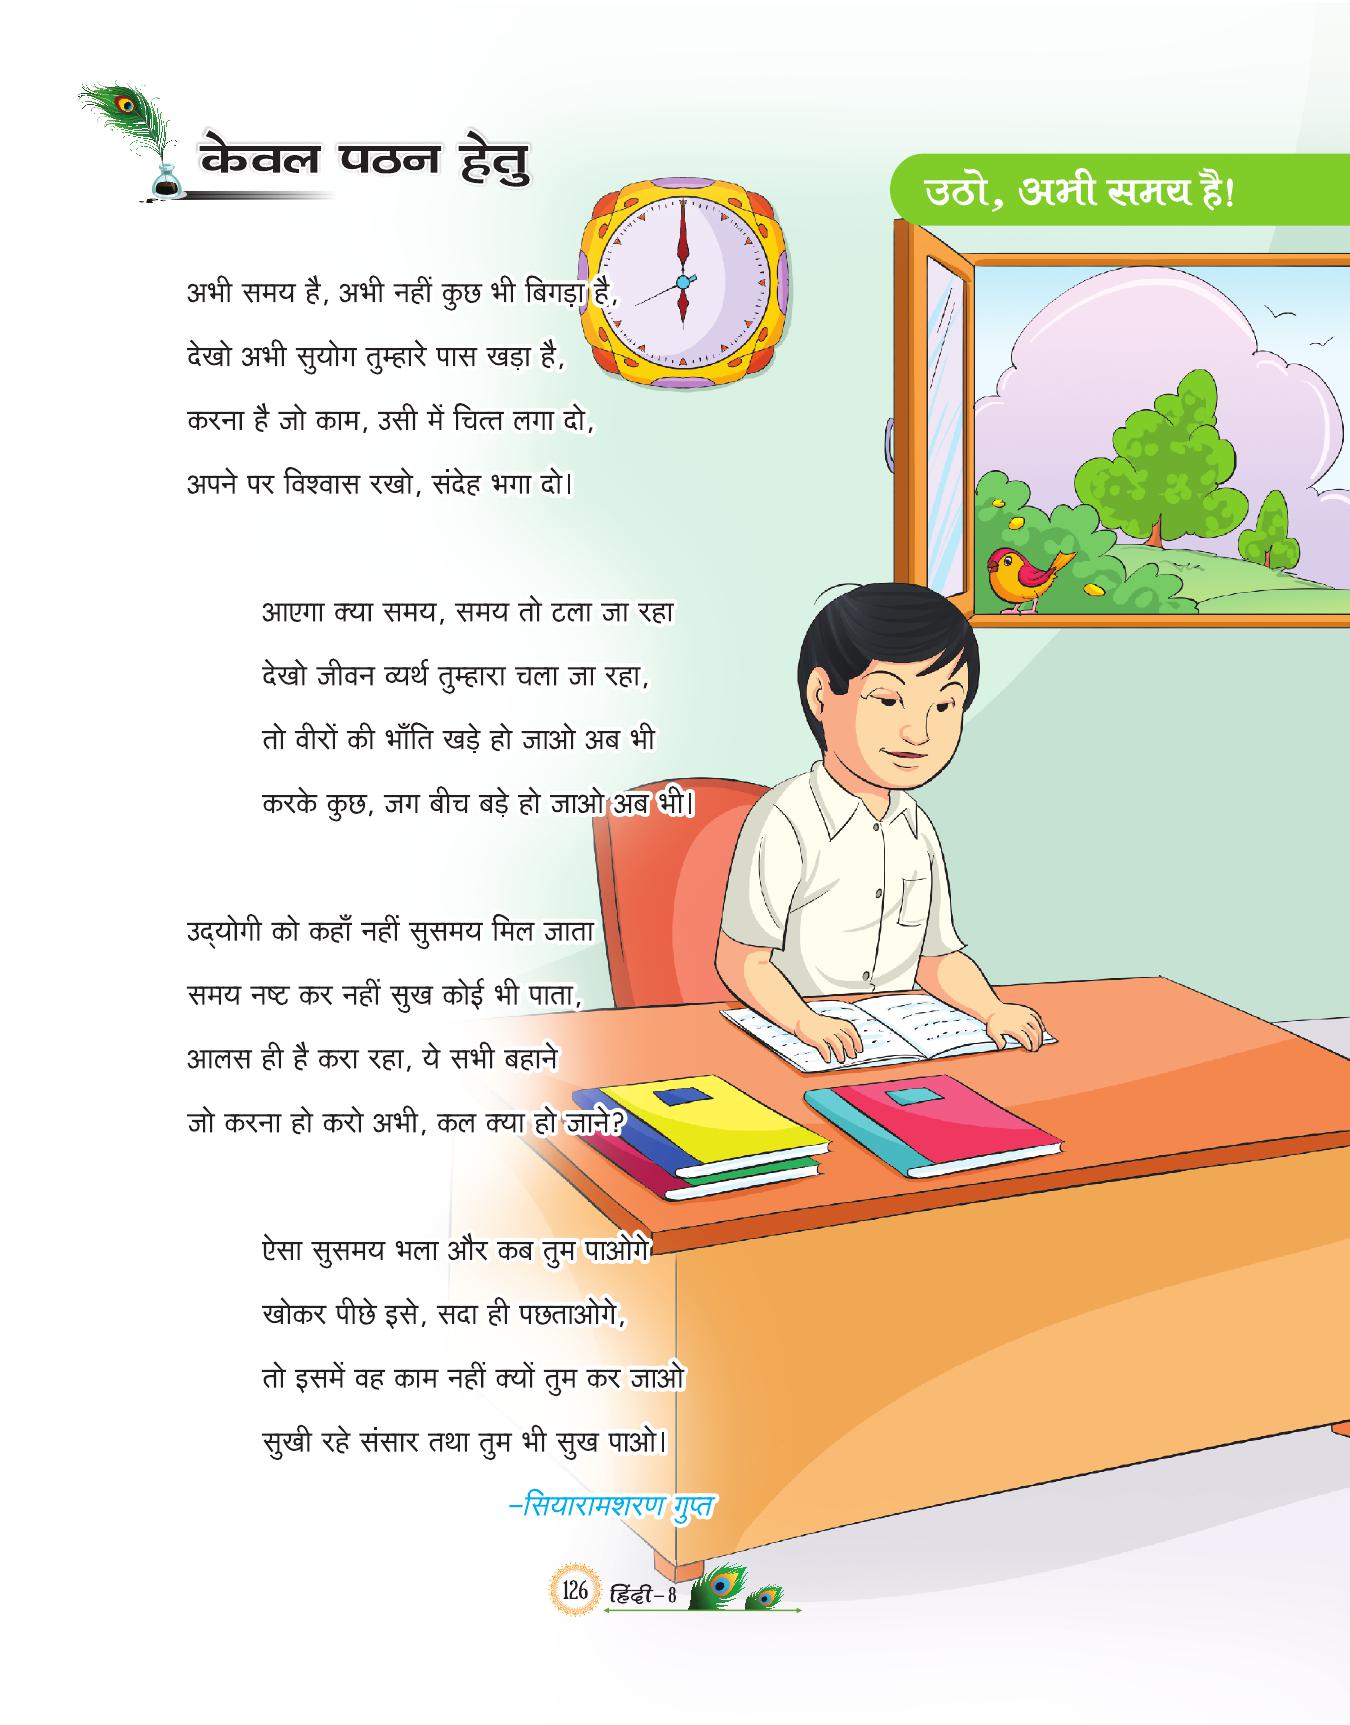 केवल पठन हेतु
उठो, अभी समय है!
अभी समय है, अभी नहीं कुछ भी बिगड़ा है,
देखो अभी सुयोग तुम्हारे पास खड़ा है,
करना है जो काम, उसी में चित्त लगा दो,
अपने पर विश्वास रखो, संदेह भगा दो।
आएगा क्या समय, समय तो टला जा रहा
देखो जीवन व्यर्थ तुम्हारा चला जा रहा,
तो वीरों की भाँति खड़े हो जाओ अब भी
करके कुछ, जग बीच बड़े हो जाओ अब भी।
उद्‌योगी को कहाँ नहीं सुसमय मिल जाता
समय नष्ट कर नहीं सुख कोई भी पाता,
आलस ही है करा रहा, ये सभी बहाने
जो करना हो करो अभी, कल क्या हो जाने?
ऐसा सुसमय भला और कब तुम पाओगे
खोकर पीछे इसे, सदा ही पछताओगे,
तो इसमें वह काम नहीं क्यों तुम कर जाओ
सुखी रहे संसार तथा तुम भी सुख पाओ।
–सियारामशरण गुप्त
126 हिंदी–8